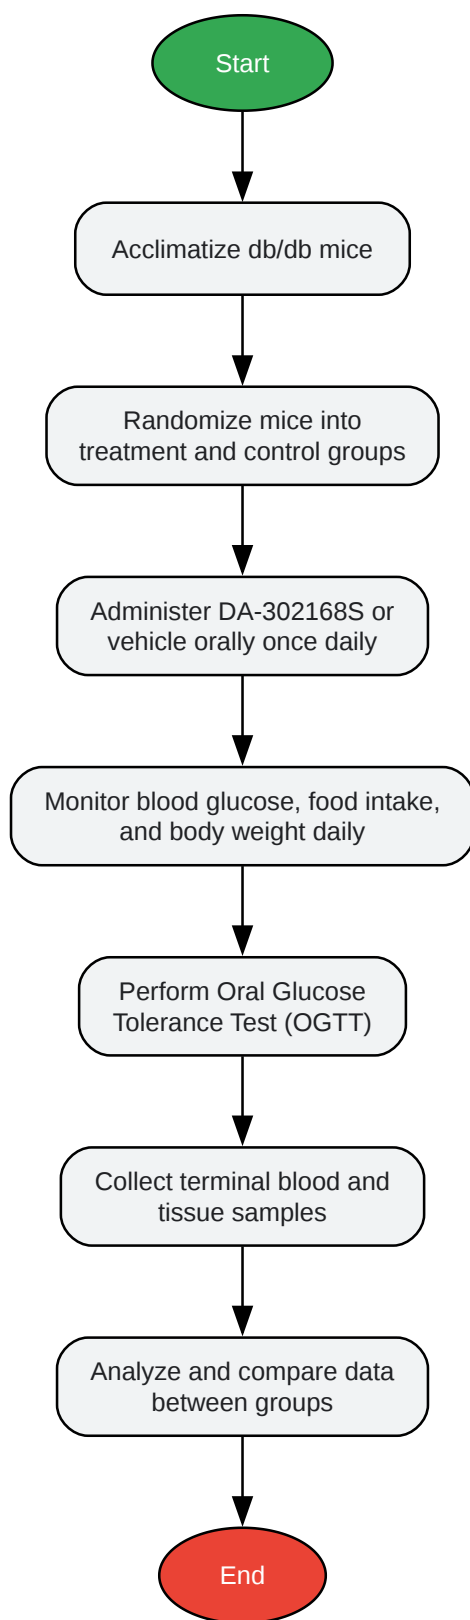 Start
Acclimatize db/db mice
Randomize mice into
treatment and control groups
Administer DA-302168S or
vehicle orally once daily
Monitor blood glucose, food intake,
and body weight daily
Perform Oral Glucose
Tolerance Test (OGTT)
Collect terminal blood and
tissue samples
Analyze and compare data
between groups
End